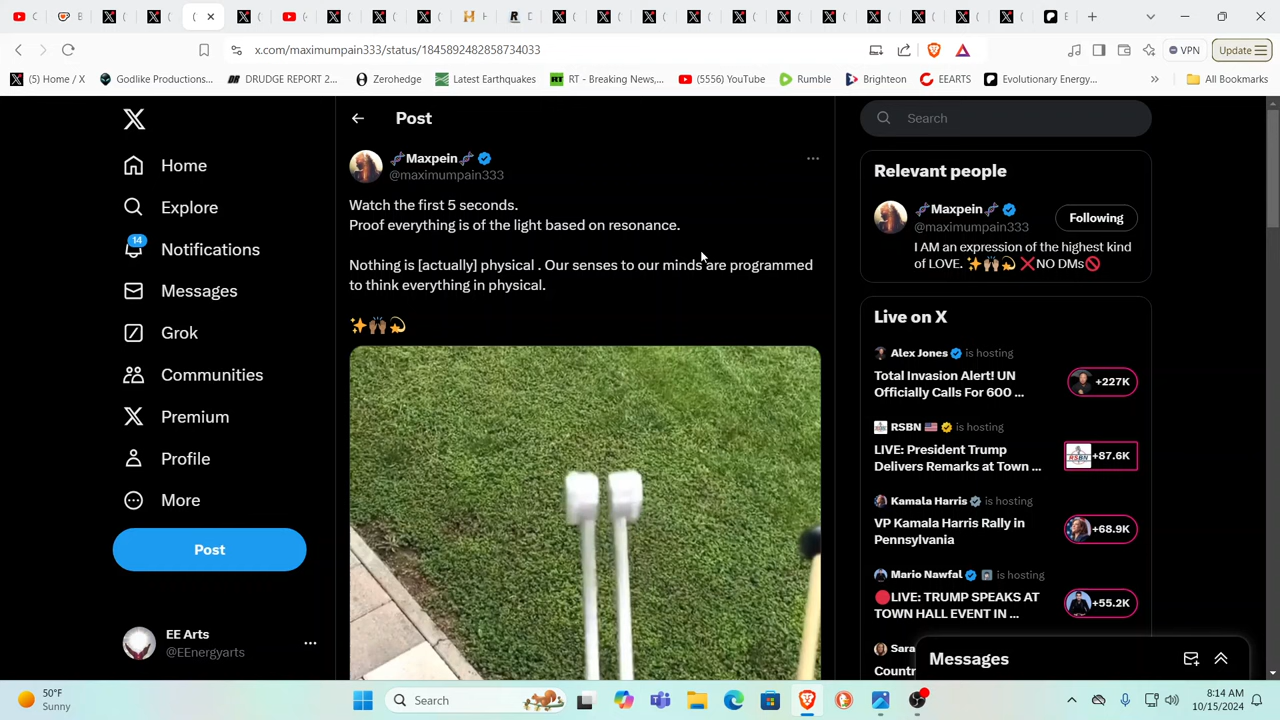 x.com/maximumpain333/status/1845892482858734033
VPN
Update
(5) Home / X
Godlike Productions...
DRUDGE REPORT 2...
Zerohedge
Latest Earthquakes
RT - Breaking News,...
(5556) YouTube
Rumble
Brighteon
EEARTS
Evolutionary Energy...
»
All Bookmarks
Home
Explore
14
Notifications
Messages
Grok
Communities
Premium
Profile
More
Post
EE Arts
@EEnergyarts
Post
🧬Maxpein🧬
@maximumpain333
Watch the first 5 seconds.
Proof everything is of the light based on resonance.
Nothing is [actually] physical . Our senses to our minds are programmed
to think everything in physical.
✨🙌🏽💫
Search
Relevant people
🧬Maxpein🧬
@maximumpain333
Following
I AM an expression of the highest kind
of LOVE. ✨🙌🏽💫 ❌NO DMs🚫
Live on X
Alex Jones is hosting
Total Invasion Alert! UN
Officially Calls For 600 ...
+227K
RSBN 🇺🇸 is hosting
LIVE: President Trump
Delivers Remarks at Town ...
RSBN
+87.6K
Kamala Harris is hosting
VP Kamala Harris Rally in
Pennsylvania
+68.9K
Mario Nawfal is hosting
🔴LIVE: TRUMP SPEAKS AT
TOWN HALL EVENT IN ...
+55.2K
Messages
50°F
Sunny
Search
8:14 AM
10/15/2024